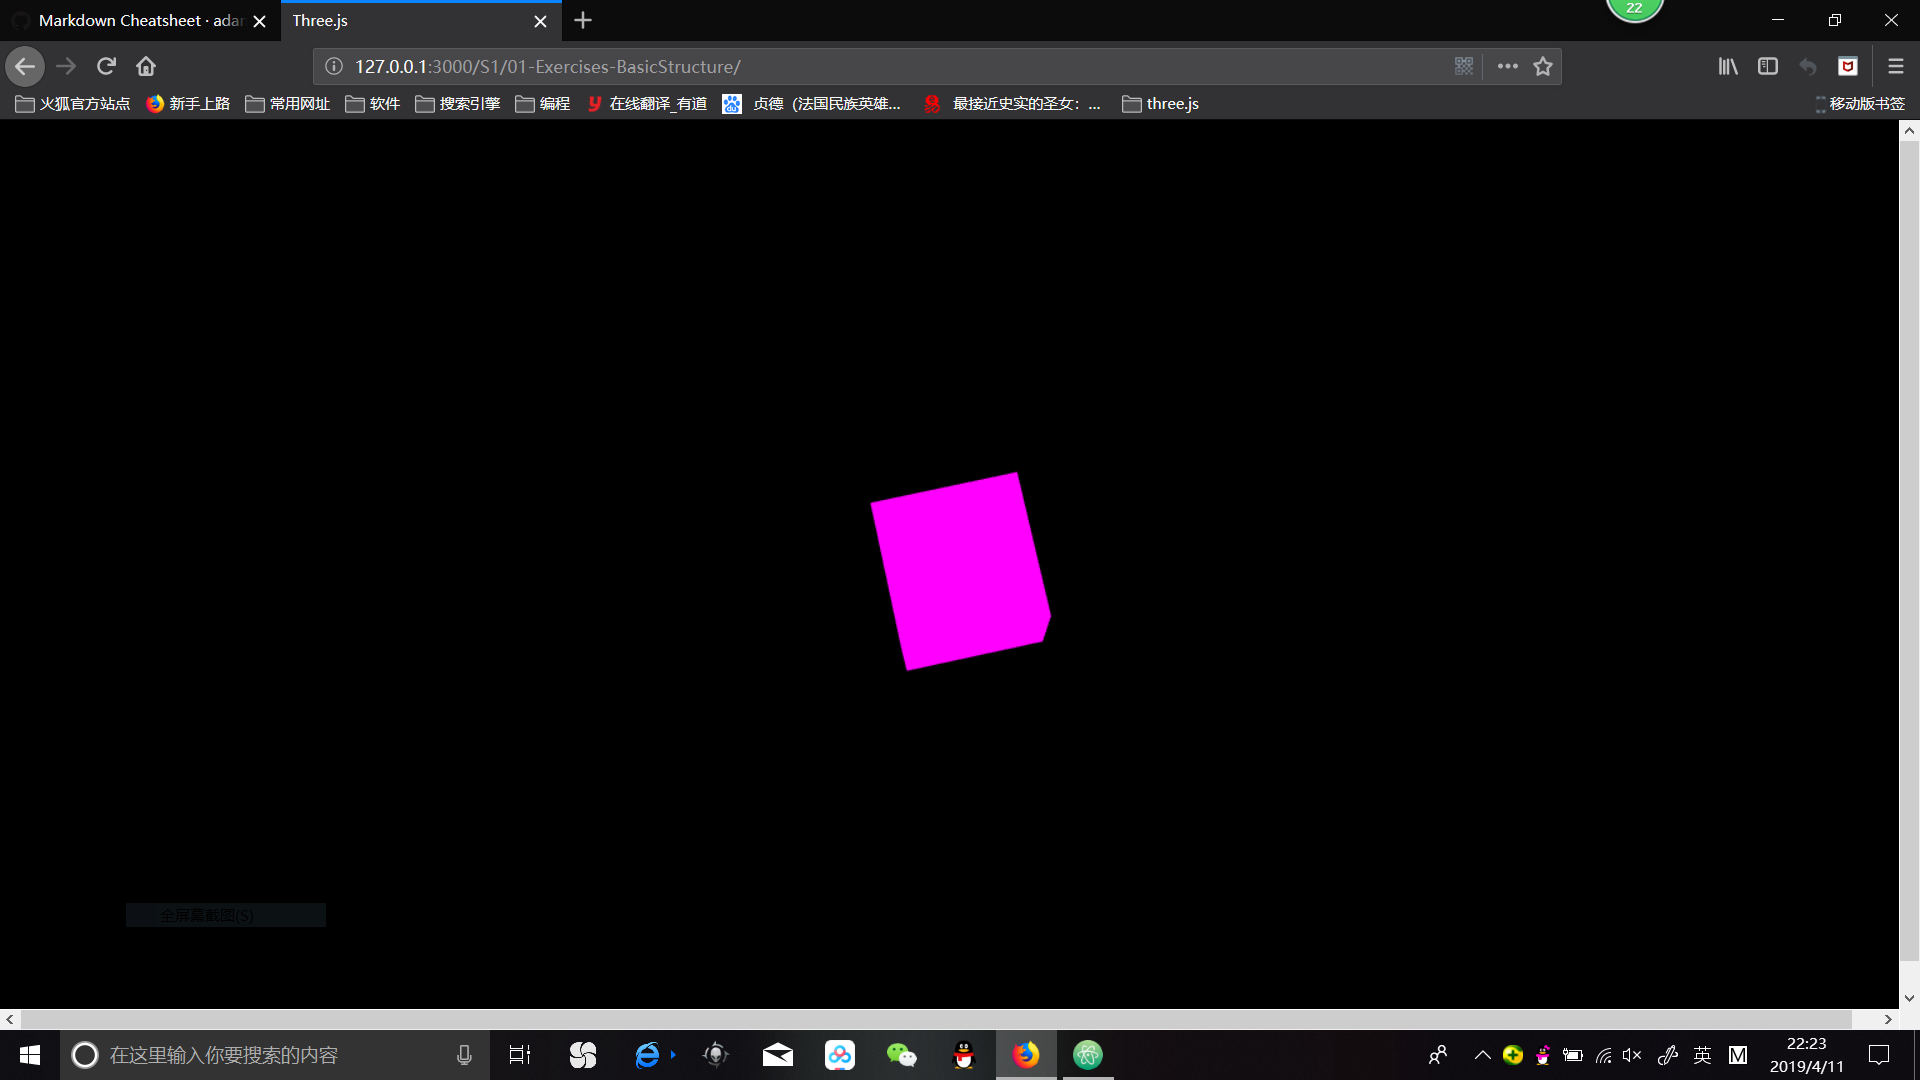 Markdown Cheatsheet · adar
Three.js
22
127.0.0.1:3000/S1/01-Exercises-BasicStructure/
火狐官方站点 新手上路 常用网址 软件 搜索引擎 编程 在线翻译_有道 贞德（法国民族英雄... 最接近史实的圣女：... three.js 移动版书签
全屏幕截图(S)
在这里输入你要搜索的内容
英 M
22:23
2019/4/11